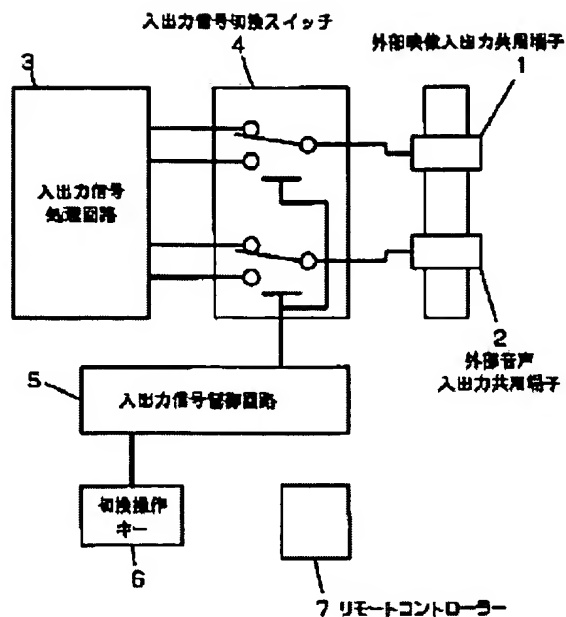 入出力信号切換スイッチ
4
3
外部映像入出力共用端子
1
入出力信号
処理回路
2
外部音声
入出力共用端子
5
入出力信号制御回路
切換操作
キー
6
7 リモートコントローラー